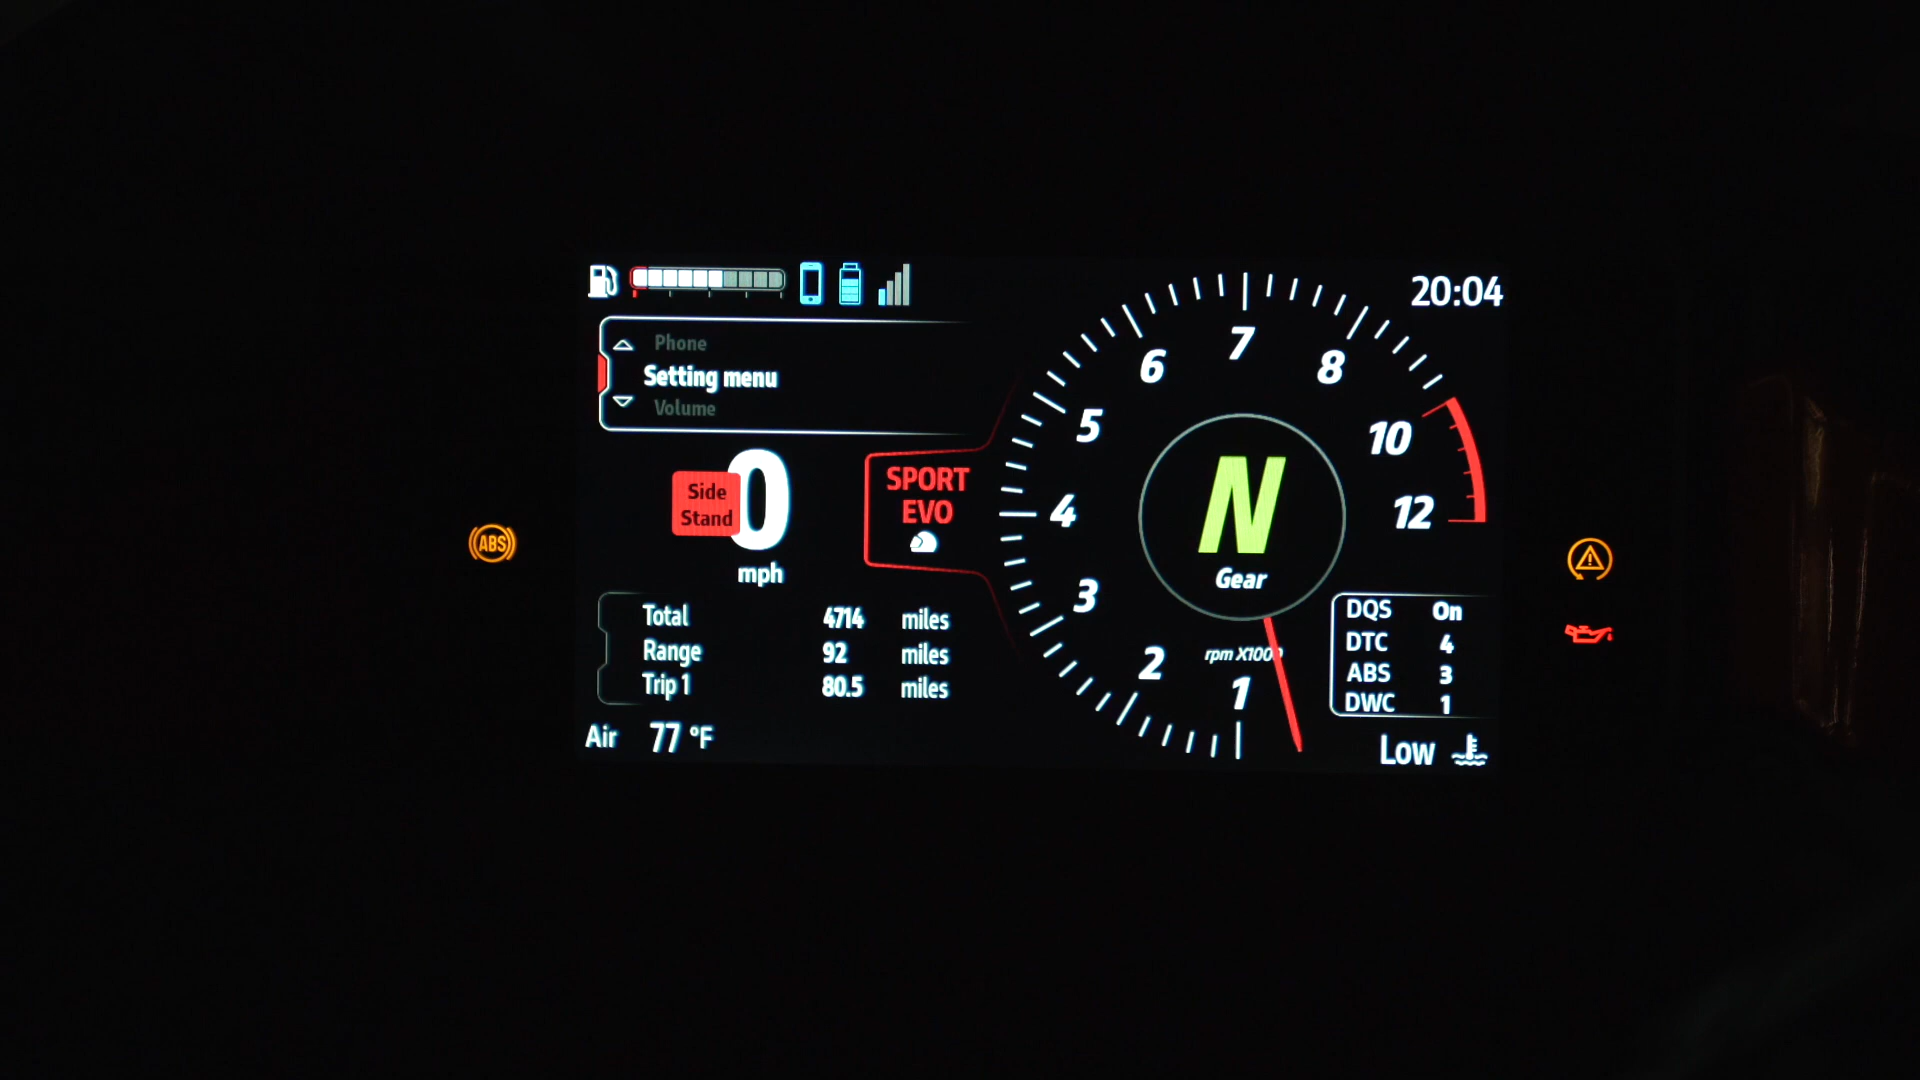 20:04
Phone
Setting menu
Volume
Side
Stand
0
mph
SPORT
EVO
ABS
Total 4714 miles
Range 92 miles
Trip 1 80.5 miles
Air 77 °F
1
2
3
4
5
6
7
8
10
12
rpm X1000
N
Gear
DQS On
DTC 4
ABS 3
DWC 1
Low